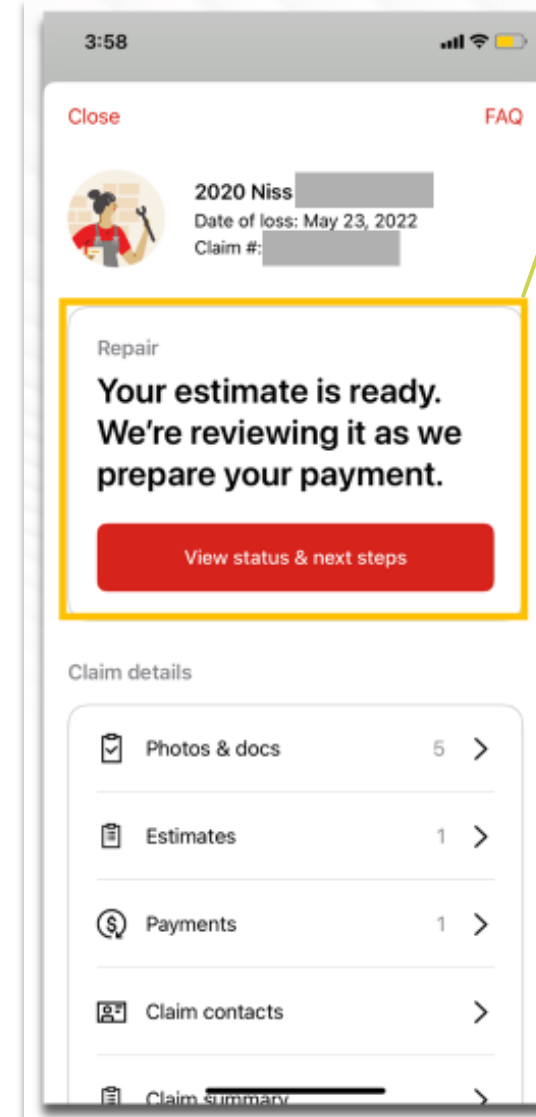 3:58
Close FAQ
2020 Niss
Date of loss: May 23, 2022
Claim #:
Repair
Your estimate is ready.
We're reviewing it as we
prepare your payment.
View status & next steps
Claim details
Photos & docs 5
Estimates 1
Payments 1
Claim contacts
Claim summary